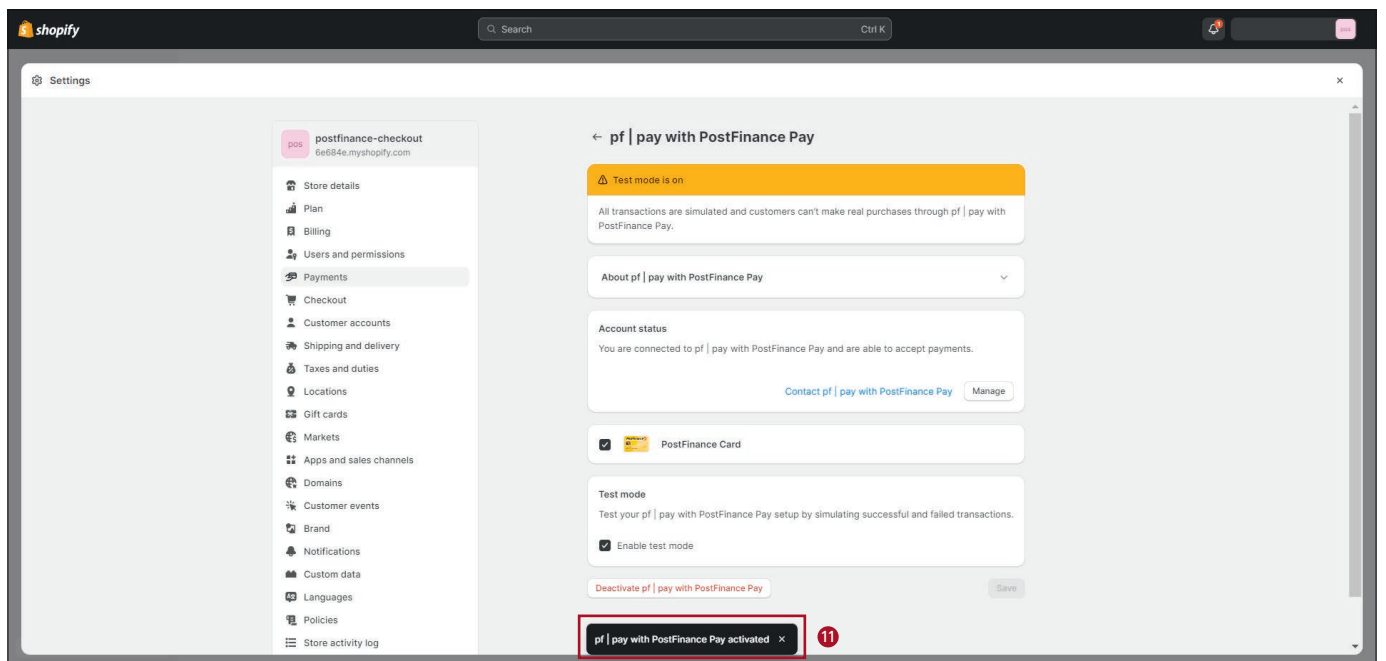 shopify
Search
Ctrl K
1
pos
Settings
pos
postfinance-checkout
6e684e.myshopify.com
Store details
Plan
Billing
Users and permissions
Payments
Checkout
Customer accounts
Shipping and delivery
Taxes and duties
Locations
Gift cards
Markets
Apps and sales channels
Domains
Customer events
Brand
Notifications
Custom data
Languages
Policies
Store activity log
← pf | pay with PostFinance Pay
Test mode is on
All transactions are simulated and customers can't make real purchases through pf | pay with
PostFinance Pay.
About pf | pay with PostFinance Pay
Account status
You are connected to pf | pay with PostFinance Pay and are able to accept payments.
Contact pf | pay with PostFinance Pay
Manage
PostFinance Card
Test mode
Test your pf | pay with PostFinance Pay setup by simulating successful and failed transactions.
Enable test mode
Deactivate pf | pay with PostFinance Pay
Save
pf | pay with PostFinance Pay activated ×
11